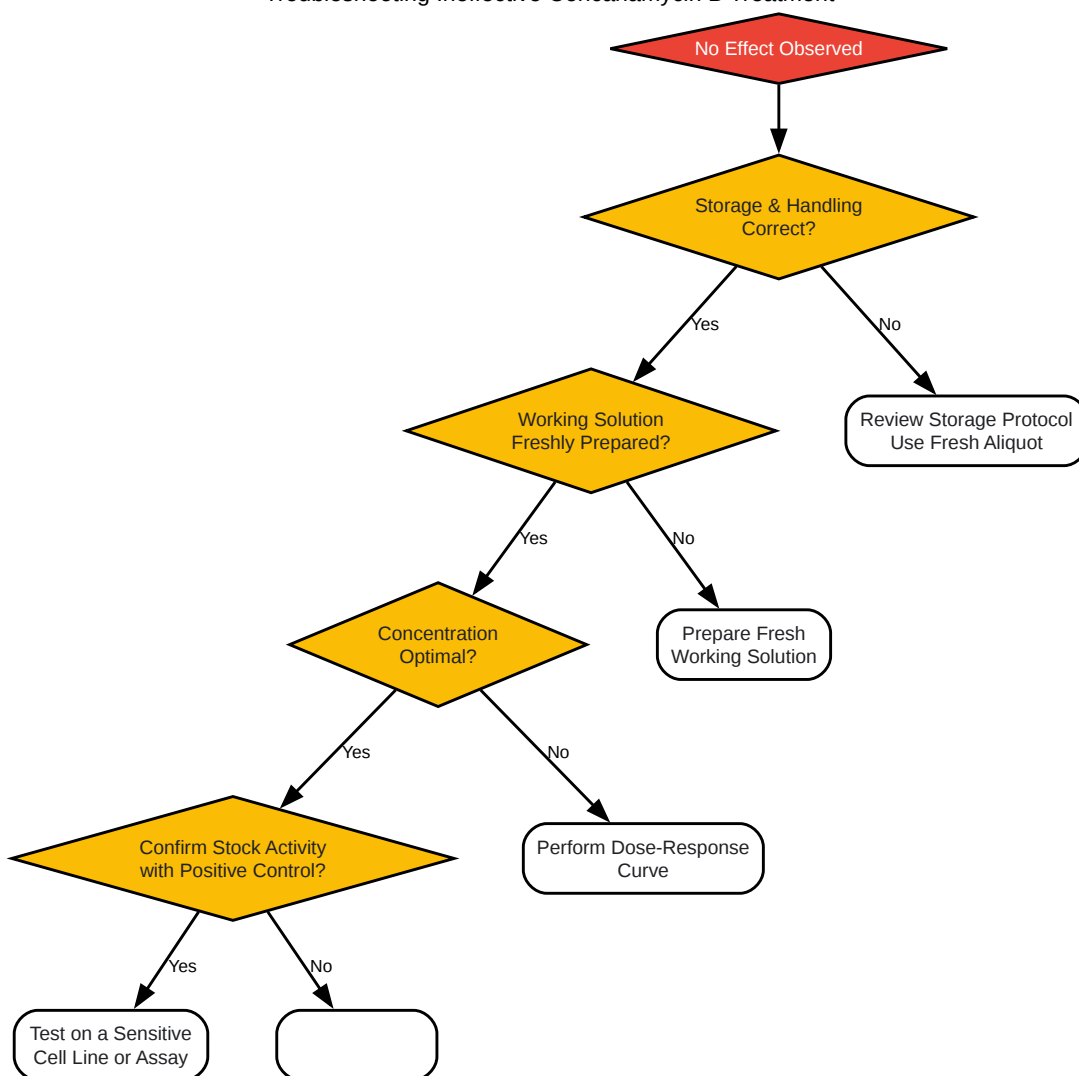 No Effect Observed
Storage & Handling
Correct?
Yes
No
Working Solution
Freshly Prepared?
Review Storage Protocol
Use Fresh Aliquot
Yes
No
Concentration
Optimal?
Prepare Fresh
Working Solution
Yes
No
Confirm Stock Activity
with Positive Control?
Perform Dose-Response
Curve
Yes
No
Test on a Sensitive
Cell Line or Assay